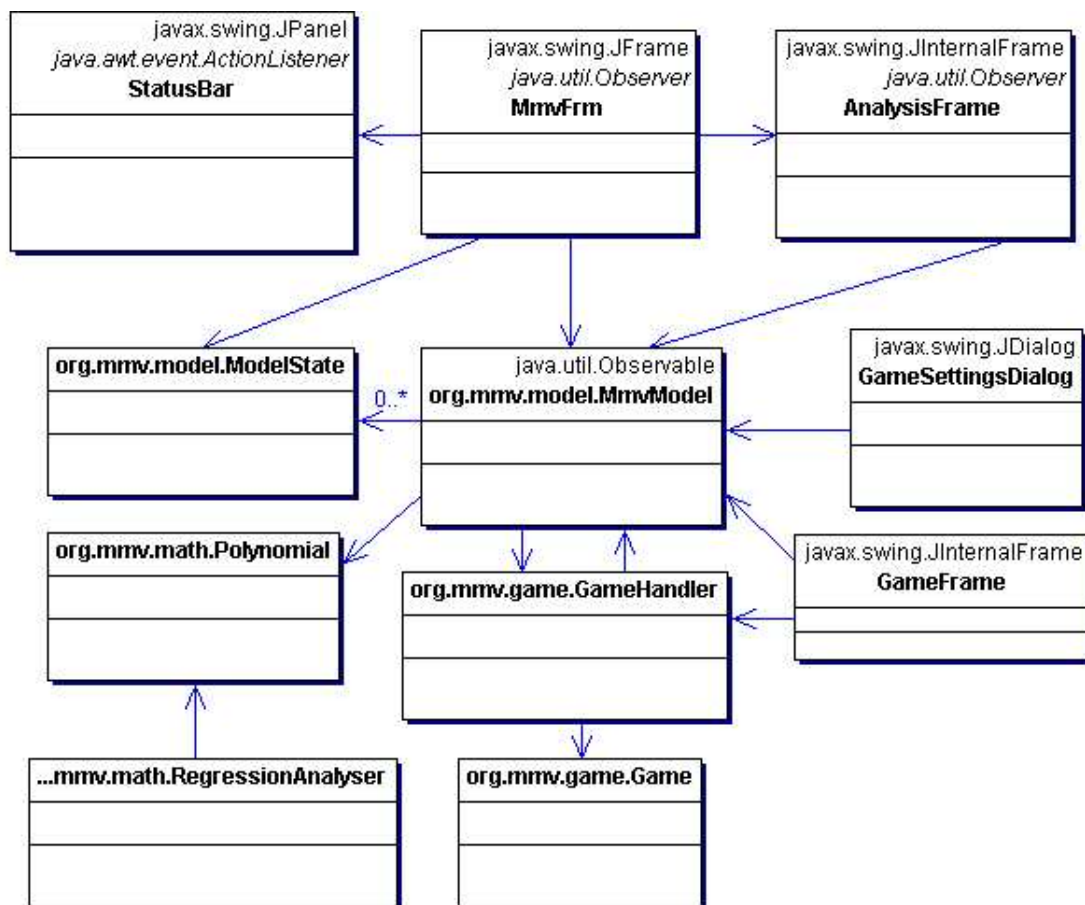 javax.swing.JPanel
java.awt.event.ActionListener
StatusBar
javax.swing.JFrame
java.util.Observer
MmvFrm
javax.swing.JInternalFrame
java.util.Observer
AnalysisFrame
org.mmv.model.ModelState
0..*
java.util.Observable
org.mmv.model.MmvModel
javax.swing.JDialog
GameSettingsDialog
org.mmv.math.Polynomial
org.mmv.game.GameHandler
javax.swing.JInternalFrame
GameFrame
...mmv.math.RegressionAnalyser
org.mmv.game.Game